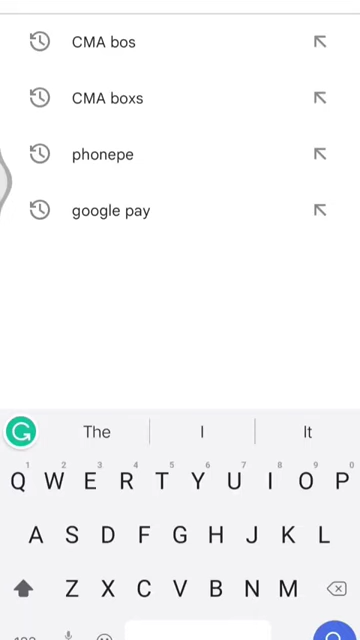 CMA bos
CMA boxs
phonepe
google pay
The I It
1 2 3 4 5 6 7 8 9 0
Q W E R T Y U I O P
A S D F G H J K L
Z X C V B N M